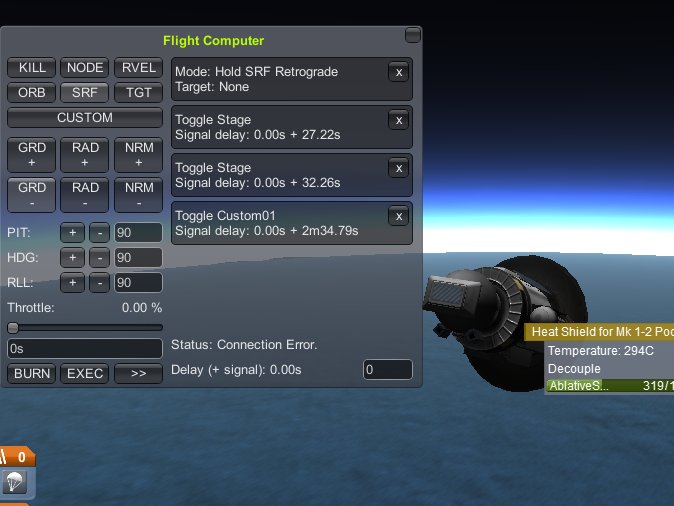 Flight Computer
KILL NODE RVEL
ORB SRF TGT
CUSTOM
GRD + RAD + NRM +
GRD - RAD - NRM -
PIT: + - 90
HDG: + - 90
RLL: + - 90
Throttle: 0.00 %
0s
BURN EXEC >>
Mode: Hold SRF Retrograde x
Target: None
Toggle Stage x
Signal delay: 0.00s + 27.22s
Toggle Stage x
Signal delay: 0.00s + 32.26s
Toggle Custom01 x
Signal delay: 0.00s + 2m34.79s
Status: Connection Error.
Delay (+ signal): 0.00s 0
Heat Shield for Mk 1-2 Poc
Temperature: 294C
Decouple
AblativeS... 319/1
0